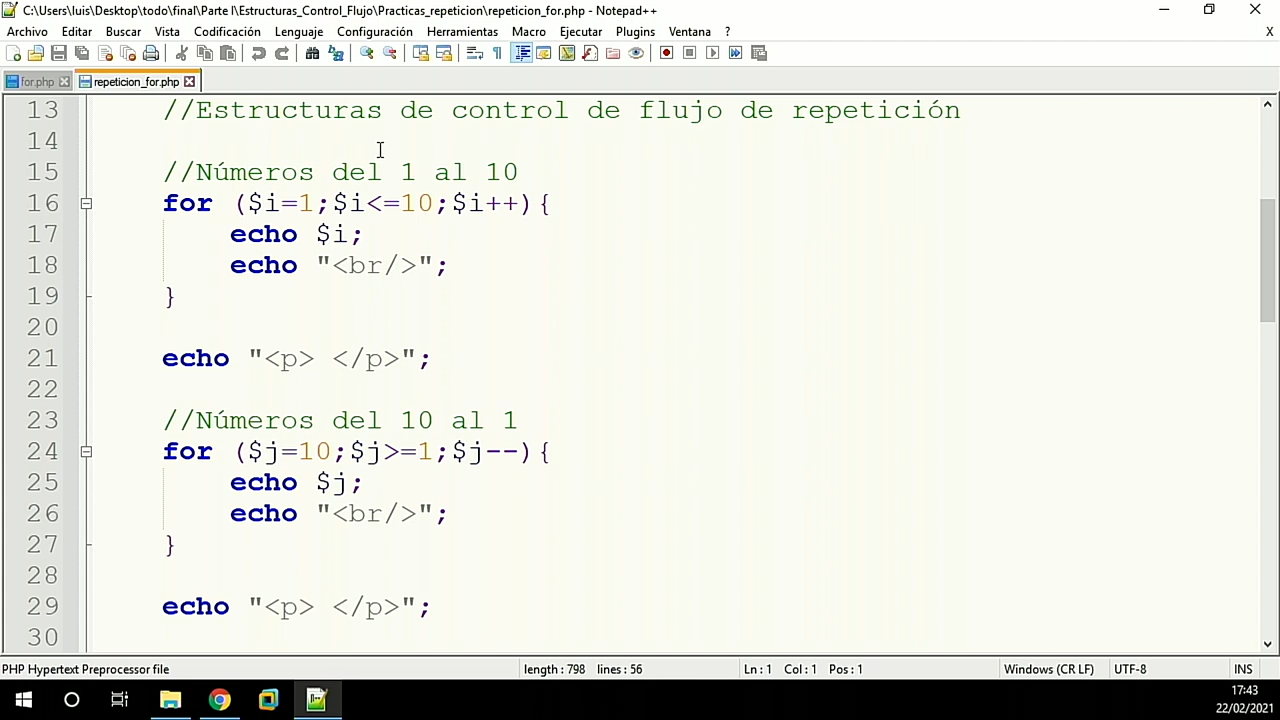 C:\Users\luis\Desktop\todo\final\Parte I\Estructuras_Control_Flujo\Practicas_repeticion\repeticion_for.php - Notepad++
Archivo Editar Buscar Vista Codificación Lenguaje Configuración Herramientas Macro Ejecutar Plugins Ventana ? X
for.php repeticion_for.php
13 //Estructuras de control de flujo de repetición
14
15 //Números del 1 al 10
16 for ($i=1;$i<=10;$i++){
17 echo $i;
18 echo "<br/>";
19 }
20
21 echo "<p> </p>";
22
23 //Números del 10 al 1
24 for ($j=10;$j>=1;$j--){
25 echo $j;
26 echo "<br/>";
27 }
28
29 echo "<p> </p>";
30
PHP Hypertext Preprocessor file length : 798 lines : 56 Ln : 1 Col : 1 Pos : 1 Windows (CR LF) UTF-8 INS
17:43
22/02/2021